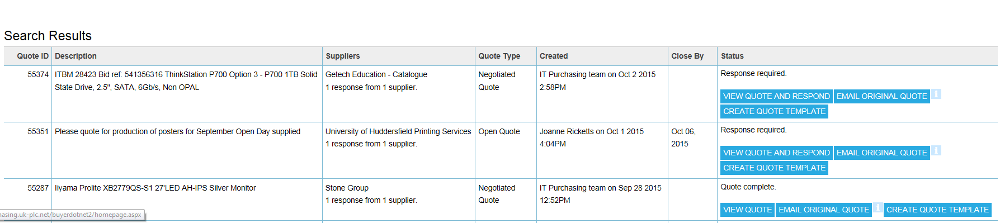 Search Results
Quote ID Description Suppliers Quote Type Created Close By Status
55374 ITBM 28423 Bid ref: 541356316 ThinkStation P700 Option 3 - P700 1TB Solid Getech Education - Catalogue Negotiated IT Purchasing team on Oct 2 2015 Response required.
State Drive, 2.5", SATA, 6Gb/s, Non OPAL 1 response from 1 supplier. Quote 2:58PM
VIEW QUOTE AND RESPOND EMAIL ORIGINAL QUOTE i
CREATE QUOTE TEMPLATE
55351 Please quote for production of posters for September Open Day supplied University of Huddersfield Printing Services Open Quote Joanne Ricketts on Oct 1 2015 Oct 06, Response required.
1 response from 1 supplier. 4:04PM 2015
VIEW QUOTE AND RESPOND EMAIL ORIGINAL QUOTE i
CREATE QUOTE TEMPLATE
55287 Iiyama Prolite XB2779QS-S1 27'LED AH-IPS Silver Monitor Stone Group Negotiated IT Purchasing team on Sep 28 2015 Quote complete.
1 response from 1 supplier. Quote 12:52PM
VIEW QUOTE EMAIL ORIGINAL QUOTE i CREATE QUOTE TEMPLATE
hasing.uk-plc.net/buyerdotnet2/homepage.aspx